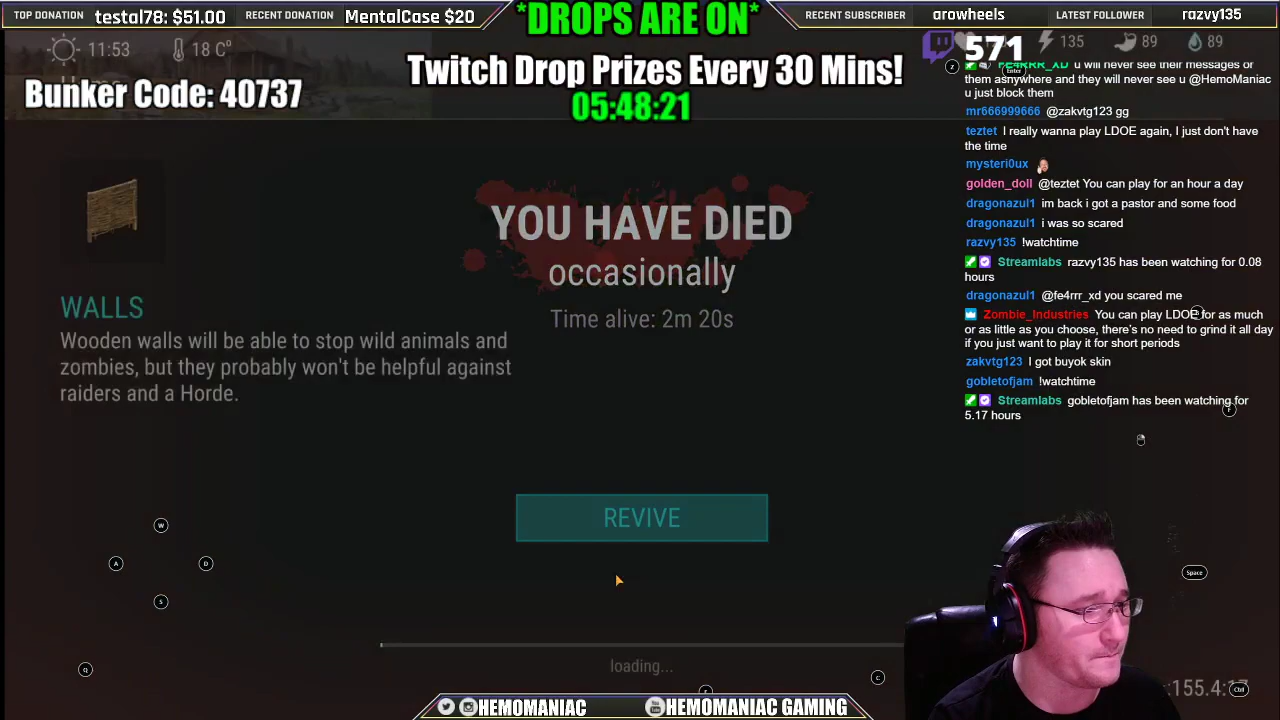 TOP DONATION testal78: $51.00 RECENT DONATION MentalCase $20
*DROPS ARE ON*
RECENT SUBSCRIBER arowheels LATEST FOLLOWER razvy135
11:53 18 C°
571 135 89 89
Twitch Drop Prizes Every 30 Mins!
05:48:21
Bunker Code: 40737
FE4RRR_XD u will never see their messages or
them asnywhere and they will never see u @HemoManiac
u just block them
mr666999666 @zakvtg123 gg
teztet I really wanna play LDOE again, I just don't have
the time
mysteri0ux
golden_doll @teztet You can play for an hour a day
dragonazul1 im back i got a pastor and some food
dragonazul1 i was so scared
razvy135 !watchtime
Streamlabs razvy135 has been watching for 0.08
hours
dragonazul1 @fe4rrr_xd you scared me
Zombie_Industries You can play LDOE for as much
or as little as you choose, there's no need to grind it all day
if you just want to play it for short periods
zakvtg123 I got buyok skin
gobletofjam !watchtime
Streamlabs gobletofjam has been watching for
5.17 hours
YOU HAVE DIED
occasionally
Time alive: 2m 20s
WALLS
Wooden walls will be able to stop wild animals and
zombies, but they probably won't be helpful against
raiders and a Horde.
REVIVE
loading...
Z
Enter
F
W
A
D
S
Q
E
C
Space
Ctrl
HEMOMANIAC HEMOMANIAC GAMING